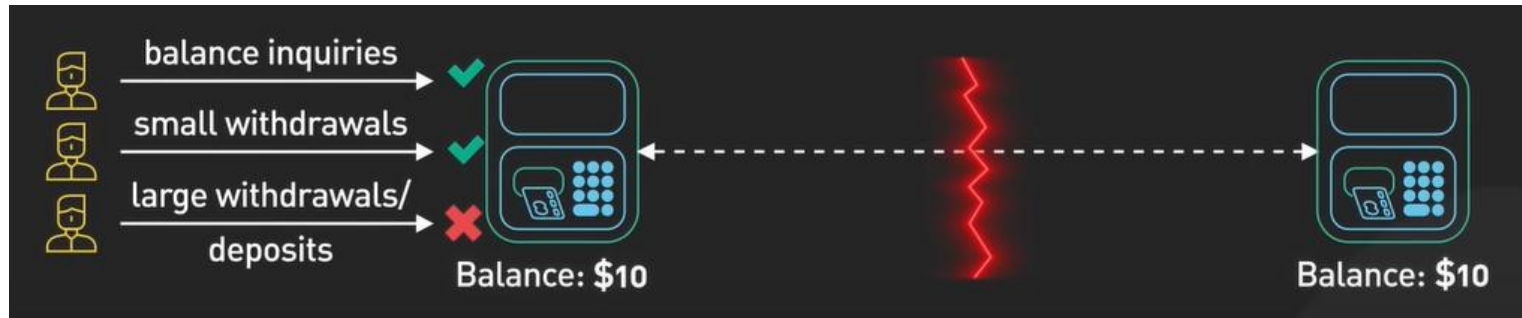 balance inquiries
small withdrawals
large withdrawals/
deposits
Balance: $10
Balance: $10